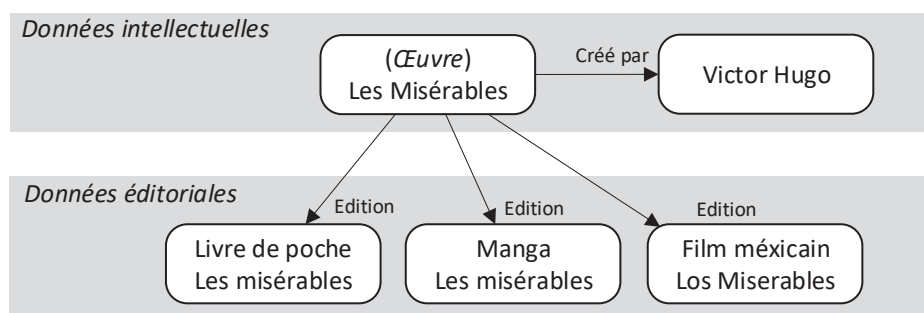 Données intellectuelles
(Œuvre)
Les Misérables
Créé par
Victor Hugo
Données éditoriales
Edition
Edition
Edition
Livre de poche
Les misérables
Manga
Les misérables
Film méxicain
Los Miserables